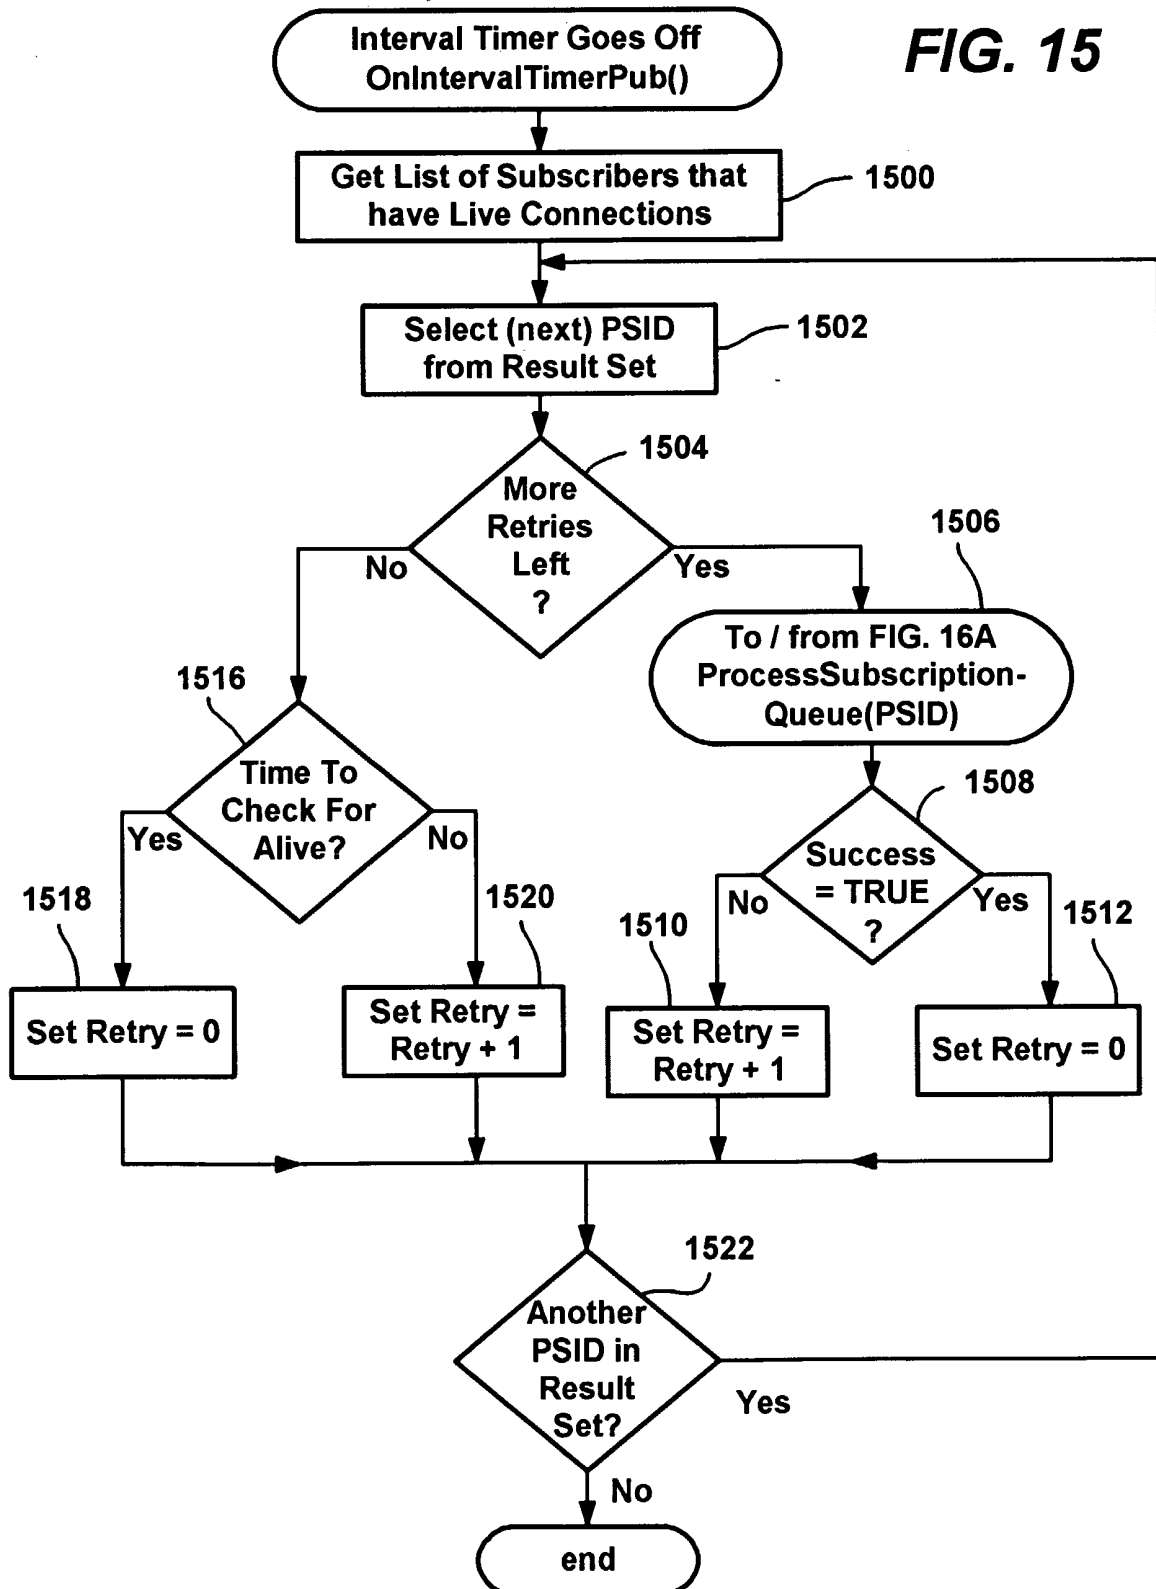 Interval Timer Goes Off
OnIntervalTimerPub()
FIG. 15
Get List of Subscribers that
have Live Connections
1500
Select (next) PSID
from Result Set
1502
1504
More
Retries
Left
?
No
Yes
1506
To / from FIG. 16A
ProcessSubscription-
Queue(PSID)
1516
Time To
Check For
Alive?
Yes
No
1508
Success
= TRUE
?
No
Yes
1518
Set Retry = 0
1520
Set Retry =
Retry + 1
1510
Set Retry =
Retry + 1
1512
Set Retry = 0
1522
Another
PSID in
Result
Set?
Yes
No
end